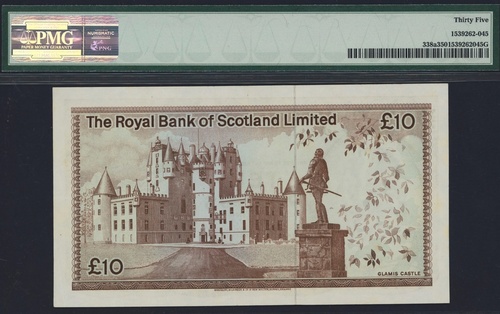 PMG
PAPER MONEY GUARANTY
NUMISMATIC
PNG
Thirty Five
1539262-045
338a3501539262045G
The Royal Bank of Scotland Limited
£10
£10
GLAMIS CASTLE